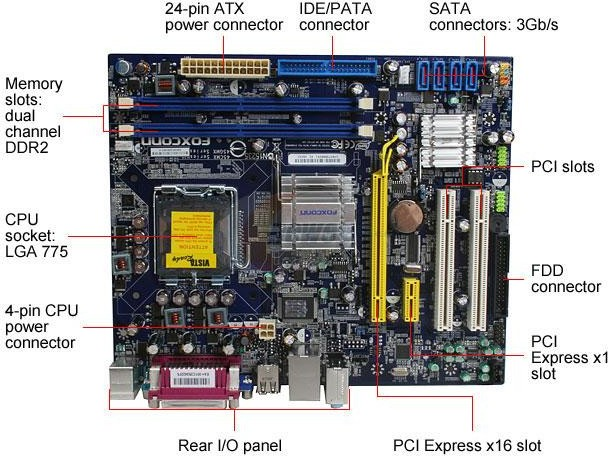 24-pin ATX
power connector
IDE/PATA
connector
SATA
connectors: 3Gb/s
Memory
slots:
dual
channel
DDR2
FOXCONN
PCI slots
FOXCONN
CPU
socket:
LGA 775
ATTENTION
VISTA
Ready
FDD
connector
4-pin CPU
power
connector
PCI
Express x1
slot
Rear I/O panel
PCI Express x16 slot